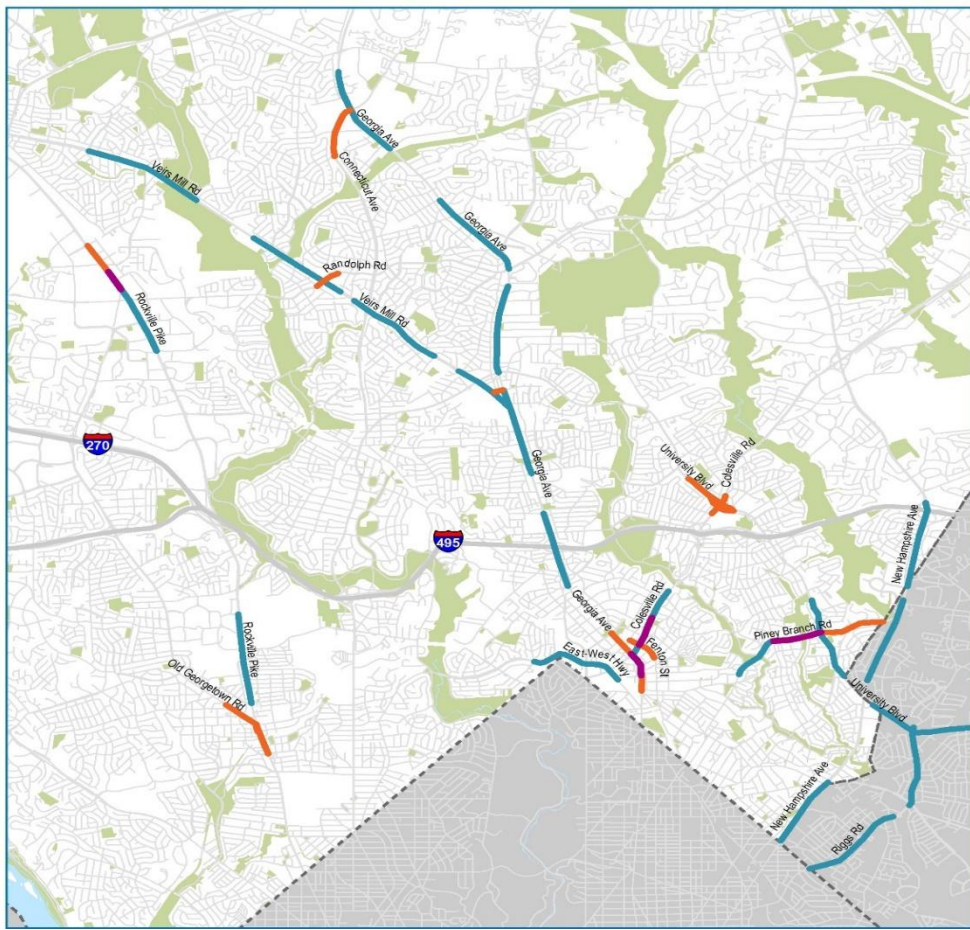 Georgia Ave
Connecticut Ave
Veirs Mill Rd
Georgia Ave
Randolph Rd
Veirs Mill Rd
Rockville Pike
270
Georgia Ave
University Blvd
Colesville Rd
495
New Hampshire Ave
Georgia Ave
Colesville Rd
Fenton St
Piney Branch Rd
East-West Hwy
Rockville Pike
Old Georgetown Rd
University Blvd
New Hampshire Ave
Riggs Rd